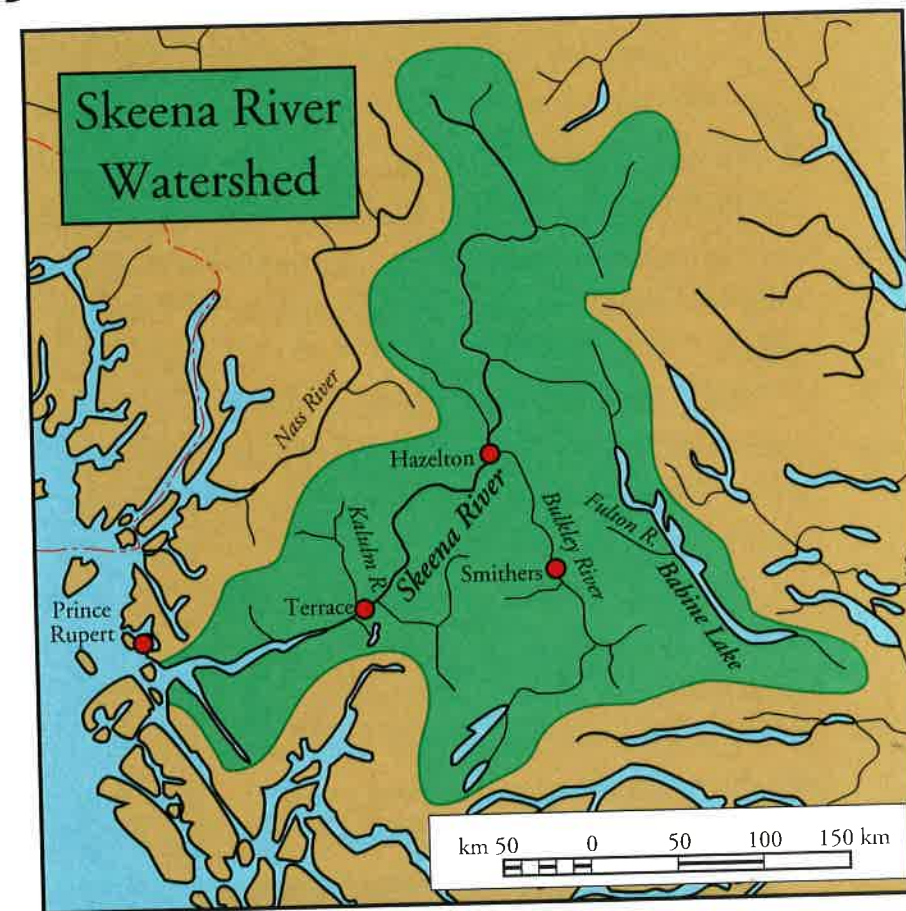 Skeena River
Watershed
Nass River
Hazelton
Skeena River
Kalulm R.
Bulkley River
Fulton R.
Babine Lake
Smithers
Terrace
Prince
Rupert
km 50 0 50 100 150 km